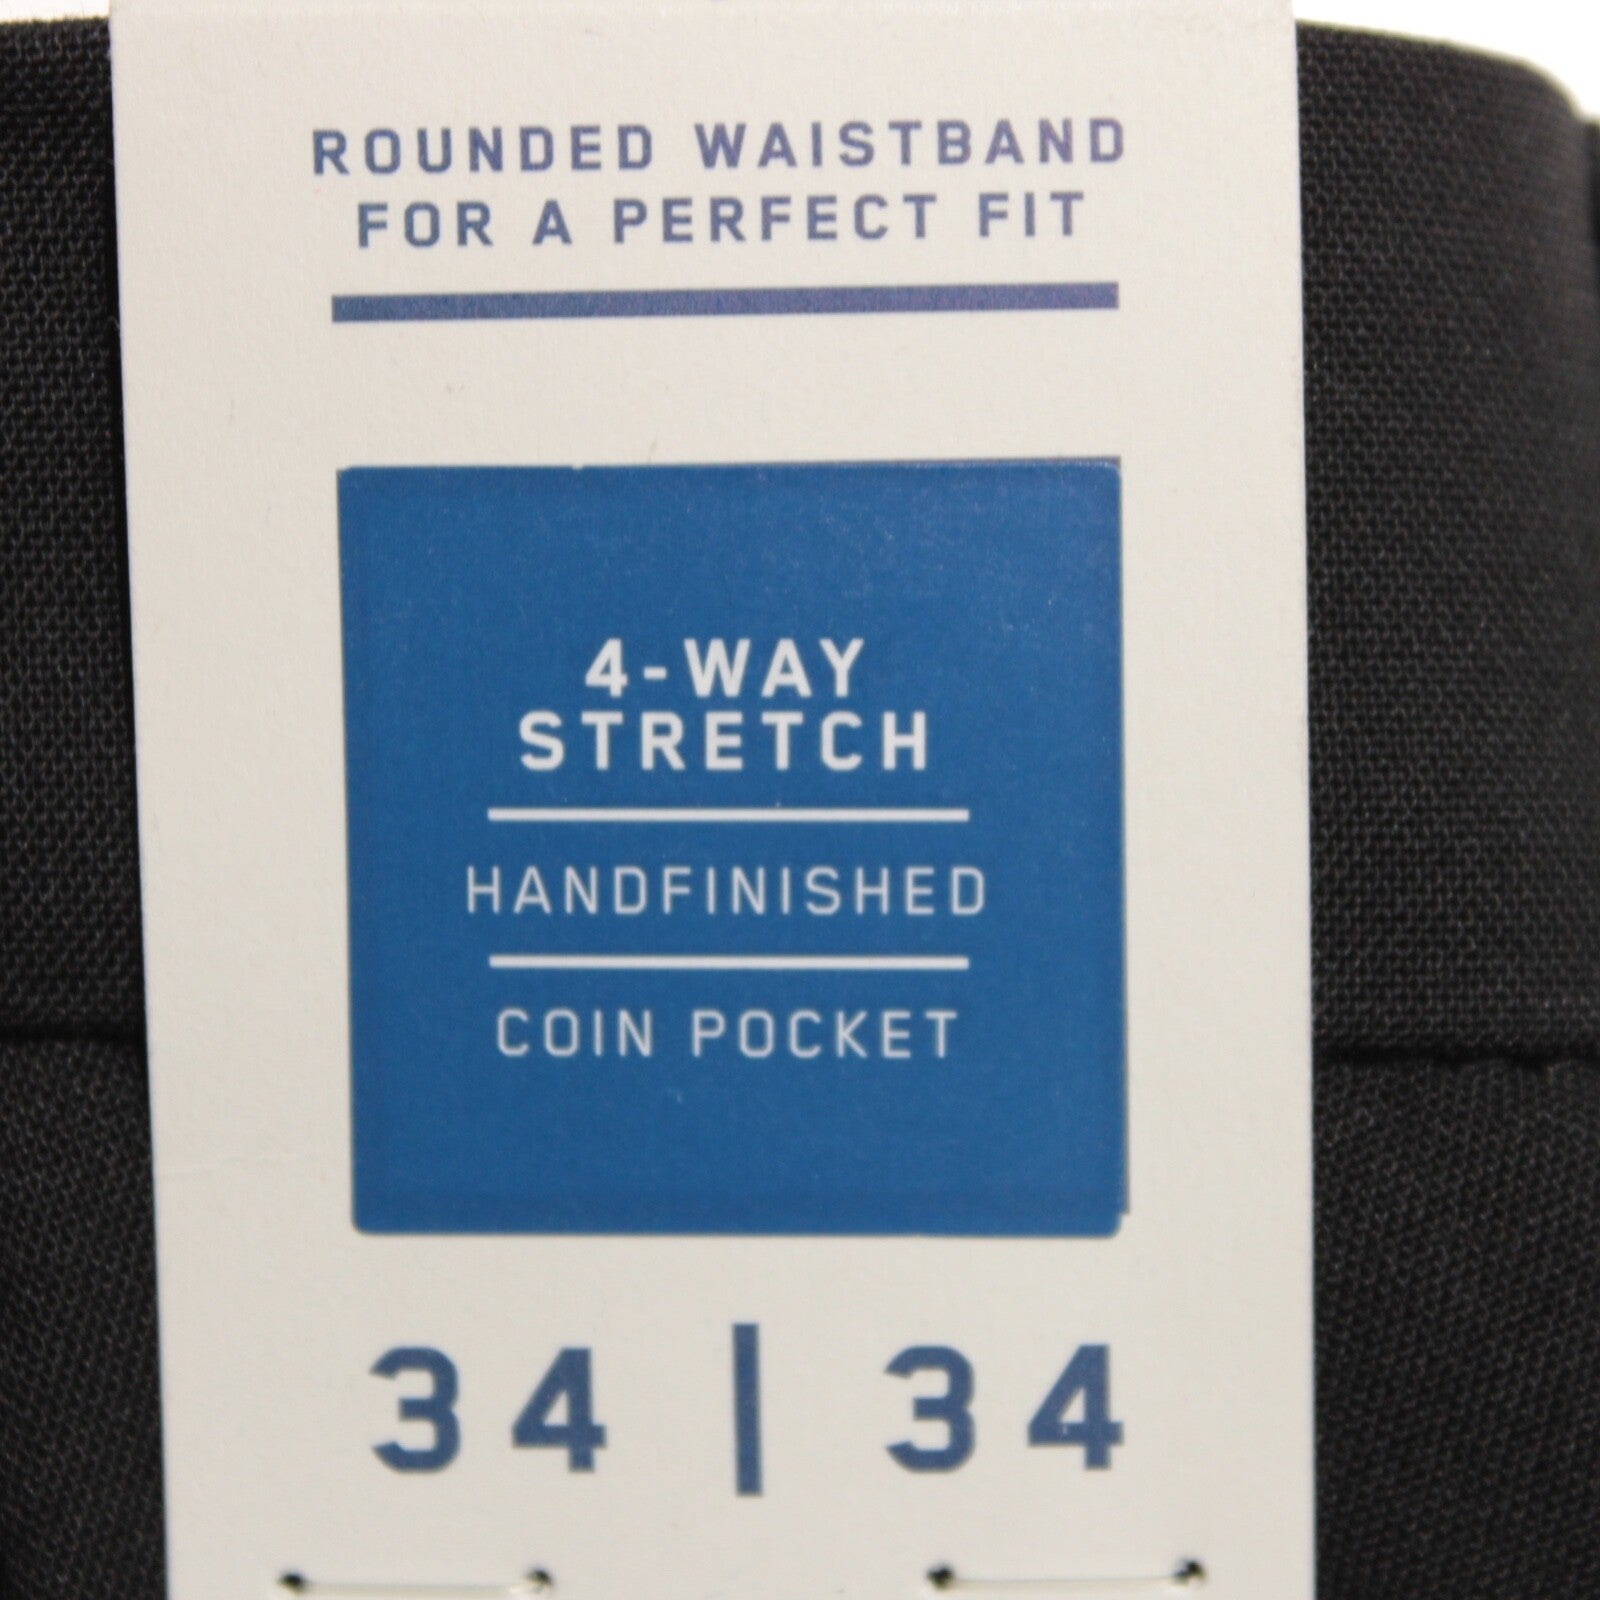 ROUNDED WAISTBAND
FOR A PERFECT FIT
4-WAY
STRETCH
HANDFINISHED
COIN POCKET
34 | 34